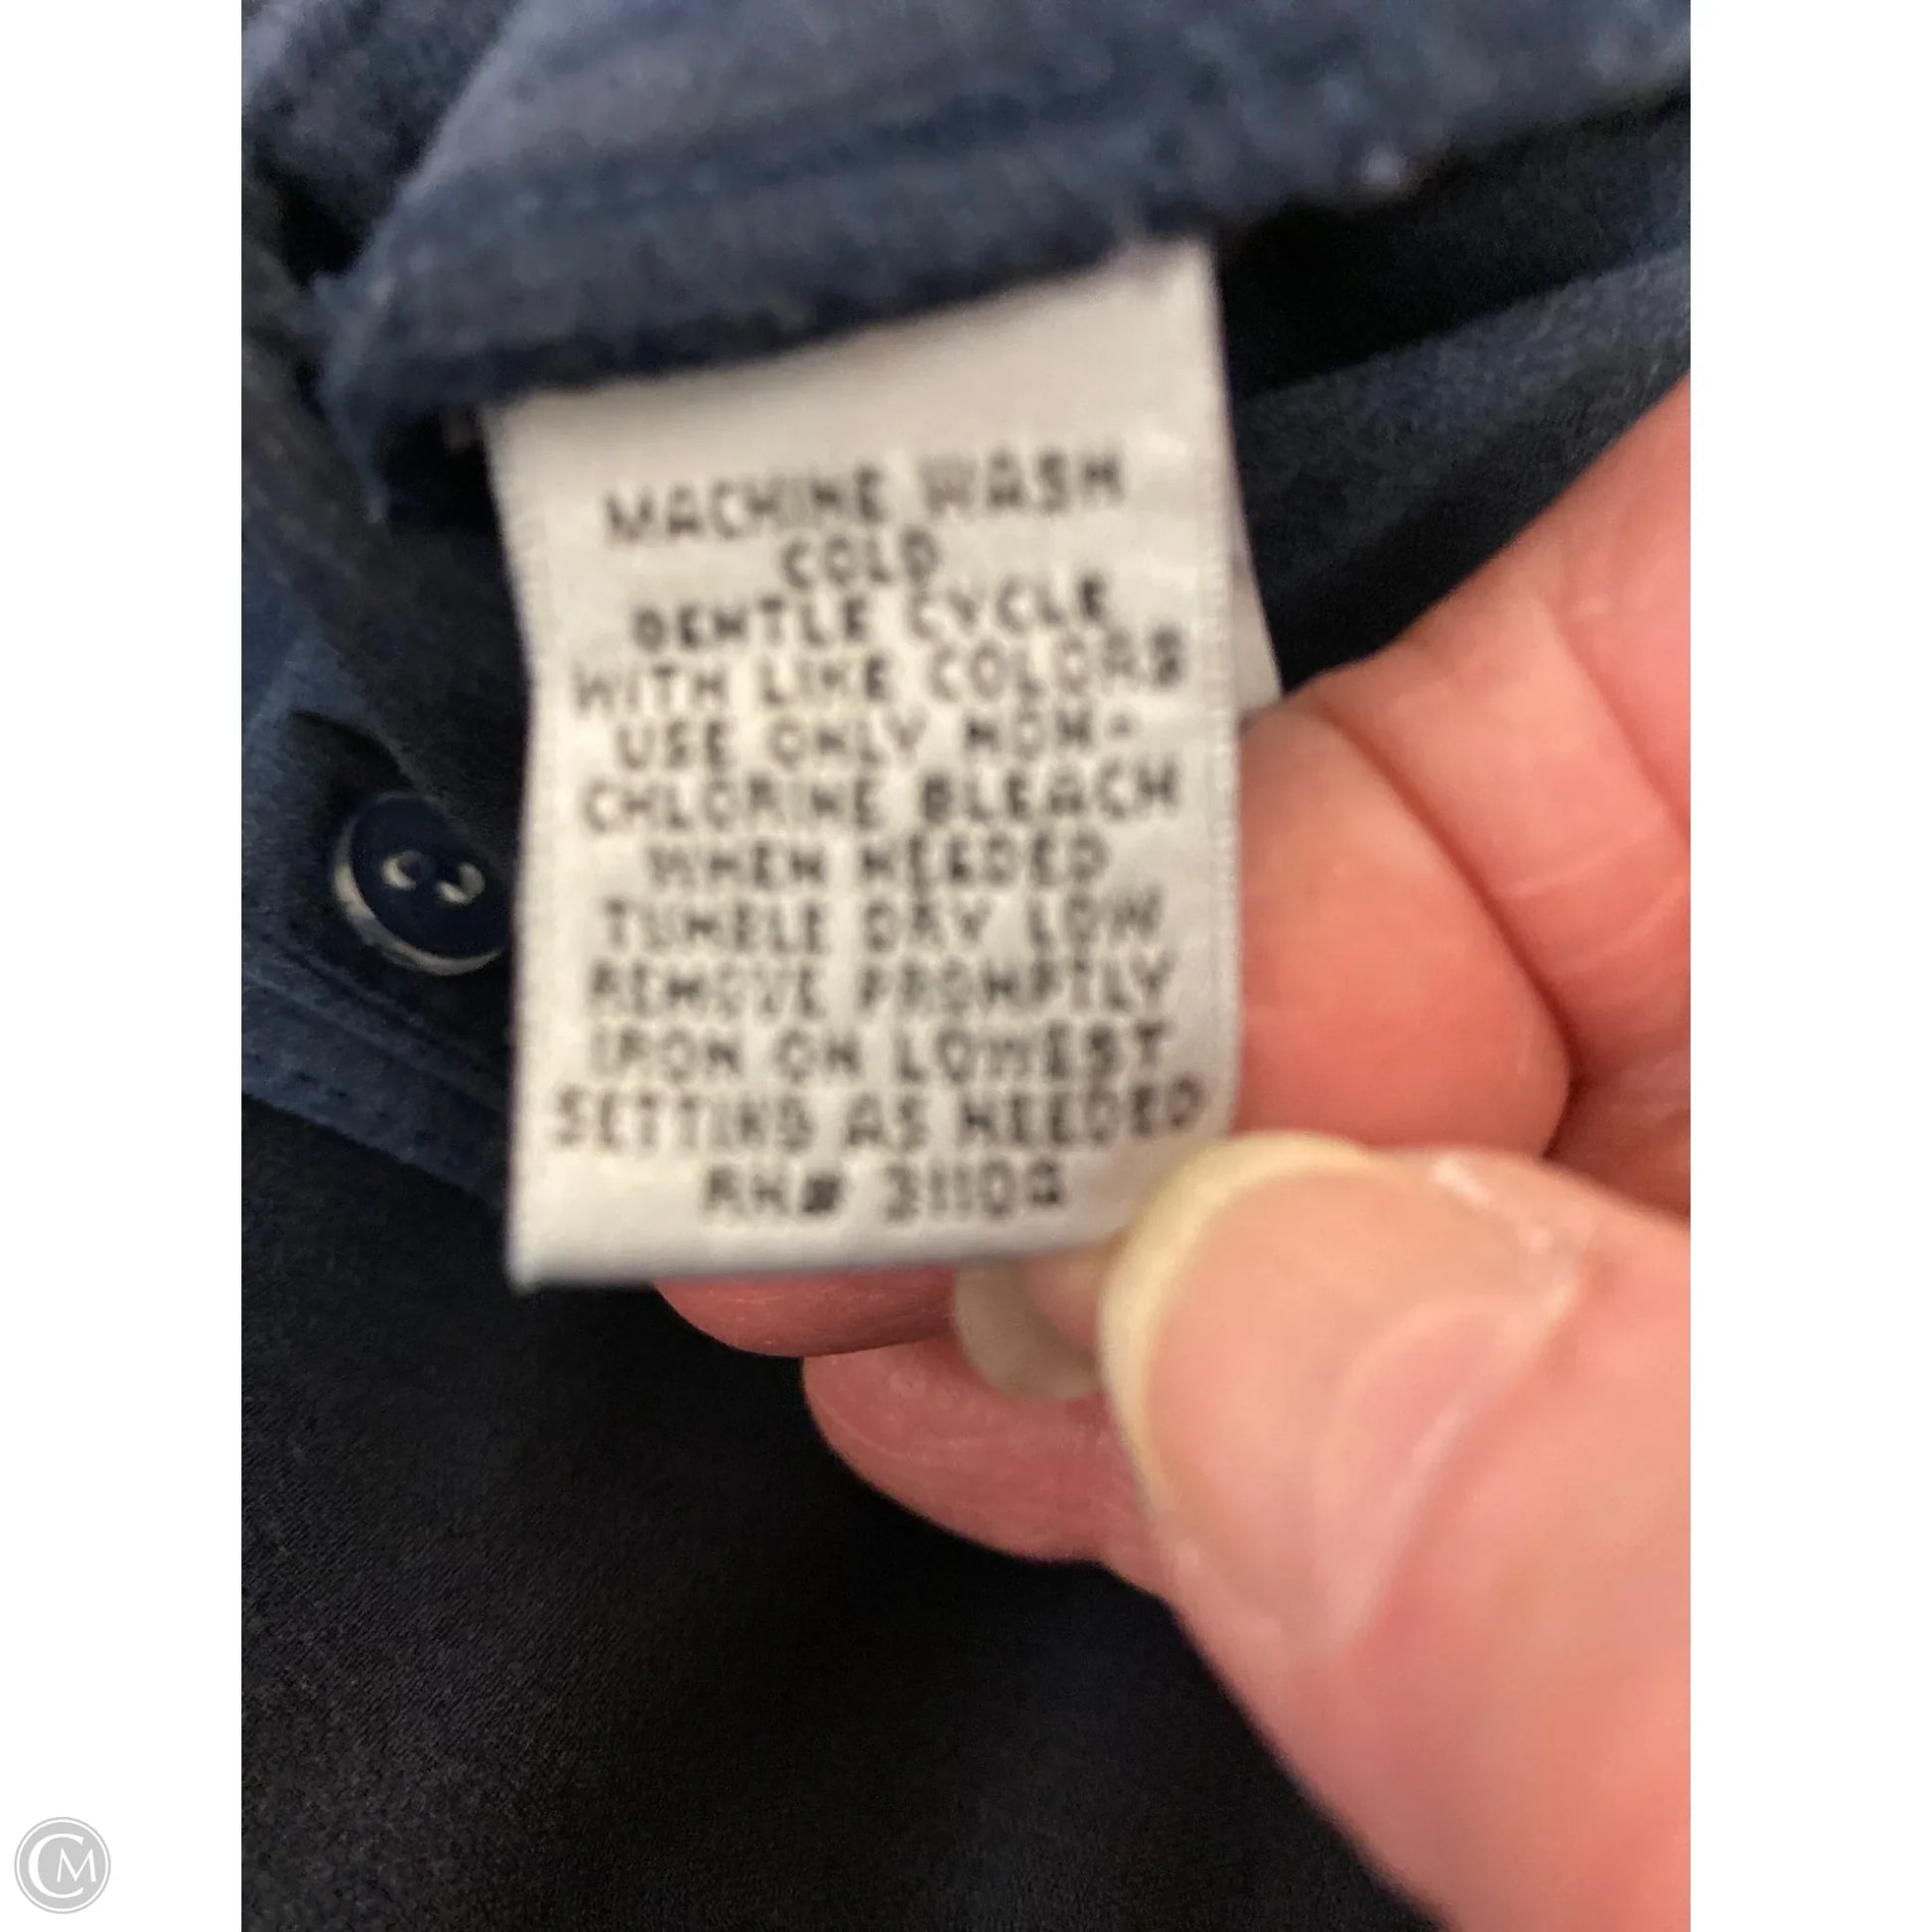 MACHINE WASH
COLD
GENTLE CYCLE
WITH LIKE COLORS
USE ONLY NON-
CHLORINE BLEACH
WHEN NEEDED
TUMBLE DRY LOW
REMOVE PROMPTLY
IRON ON LOWEST
SETTING AS NEEDED
RN#
CM